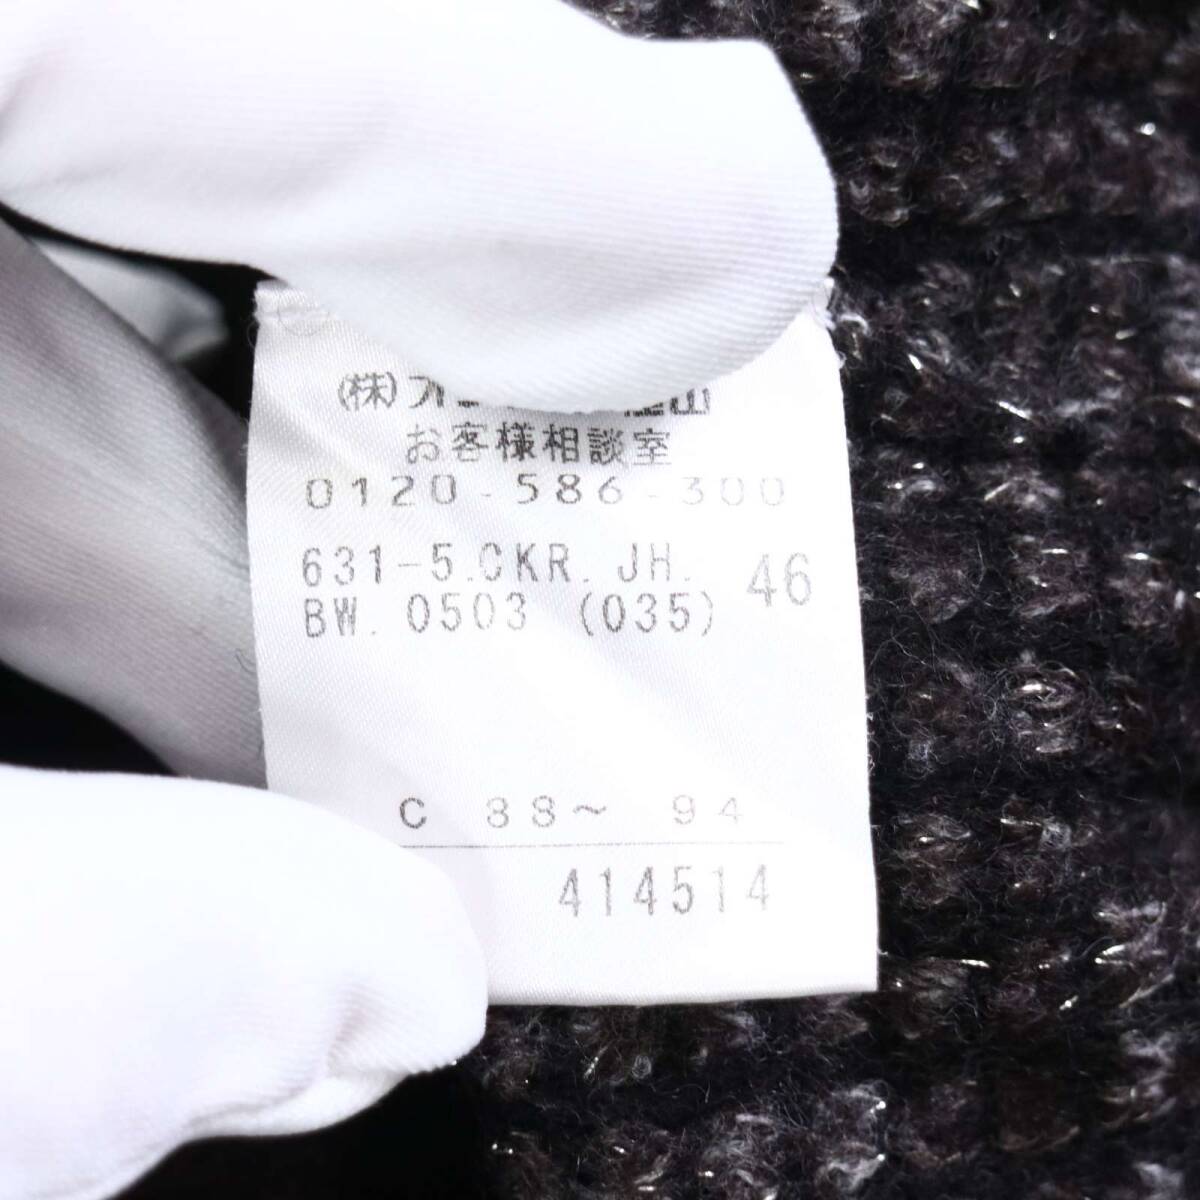 (株)
お客様相談室
0120-586-300
631-5.CKR.JH. 46
BW.0503 (035)
C 88~ 94
414514